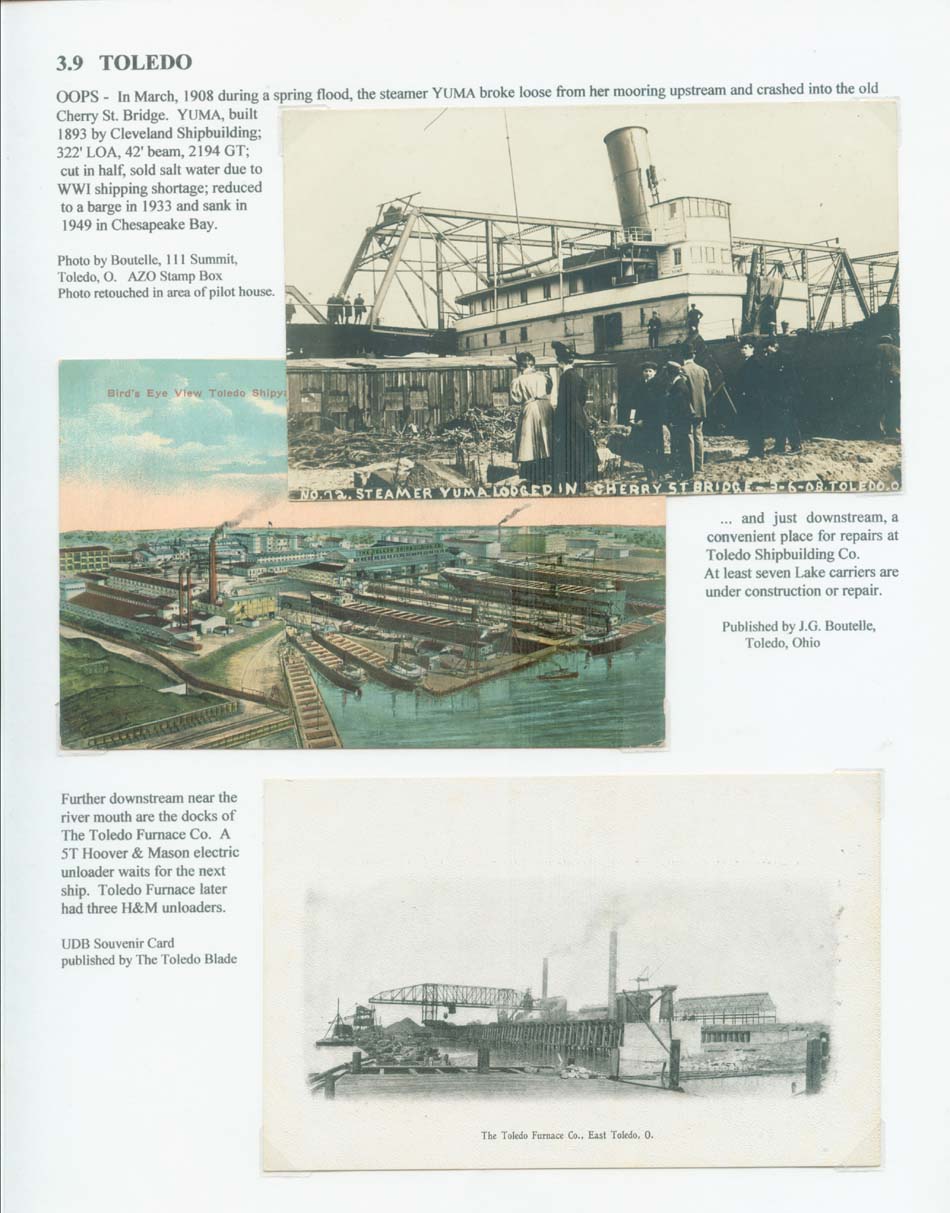 3.9 TOLEDO
OOPS - In March, 1908 during a spring flood, the steamer YUMA broke loose from her mooring upstream and crashed into the old
Cherry St. Bridge. YUMA, built
1893 by Cleveland Shipbuilding;
322' LOA, 42' beam, 2194 GT;
cut in half, sold salt water due to
WWI shipping shortage; reduced
to a barge in 1933 and sank in
1949 in Chesapeake Bay.
Photo by Boutelle, 111 Summit,
Toledo, O. AZO Stamp Box
Photo retouched in area of pilot house.
NO. 72. STEAMER YUMA LODGED IN CHERRY ST BRIDGE - 3-6-08. TOLEDO.O
Bird's Eye View Toledo Shipy
... and just downstream, a
convenient place for repairs at
Toledo Shipbuilding Co.
At least seven Lake carriers are
under construction or repair.
Published by J.G. Boutelle,
Toledo, Ohio
Further downstream near the
river mouth are the docks of
The Toledo Furnace Co. A
5T Hoover & Mason electric
unloader waits for the next
ship. Toledo Furnace later
had three H&M unloaders.
UDB Souvenir Card
published by The Toledo Blade
The Toledo Furnace Co., East Toledo, O.